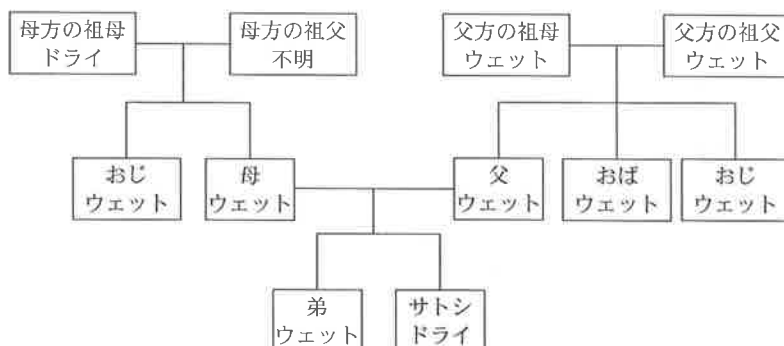 母方の祖母
ドライ
母方の祖父
不明
父方の祖母
ウェット
父方の祖父
ウェット
おじ
ウェット
母
ウェット
父
ウェット
おば
ウェット
おじ
ウェット
弟
ウェット
サトシ
ドライ